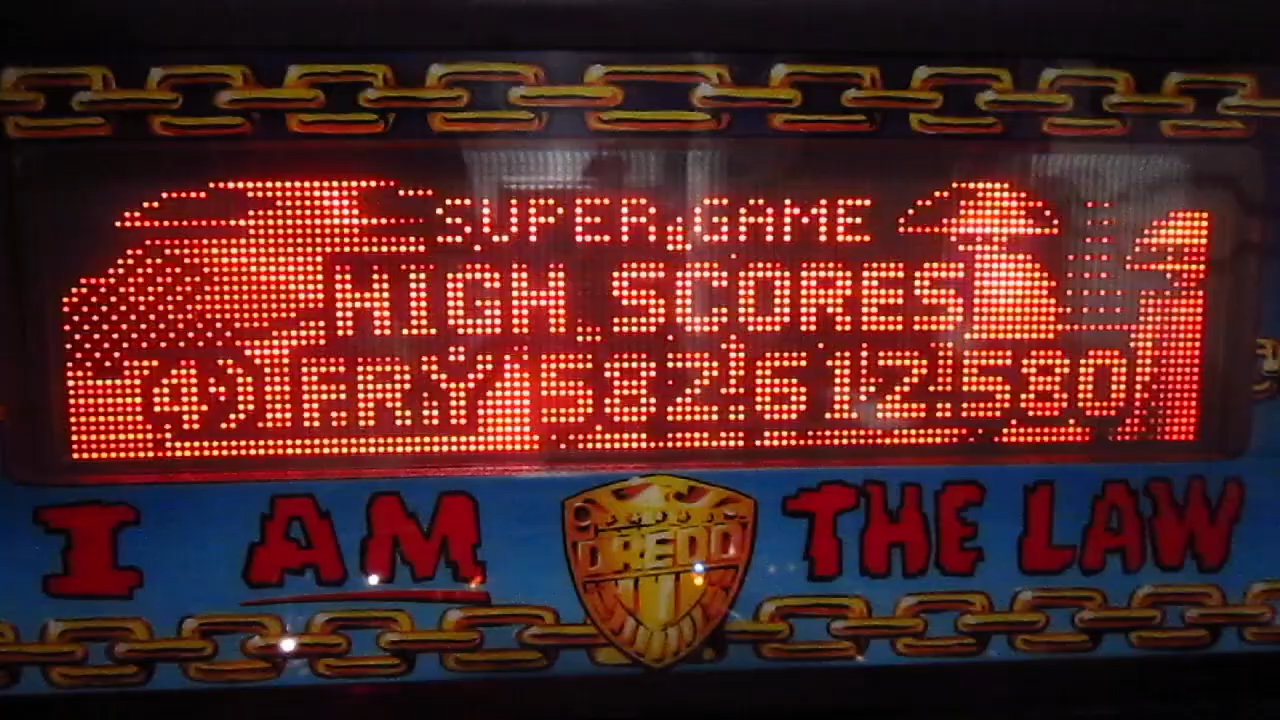 SUPER GAME
HIGH SCORES
(4) FRY 582,612,580
I AM THE LAW
DREDD